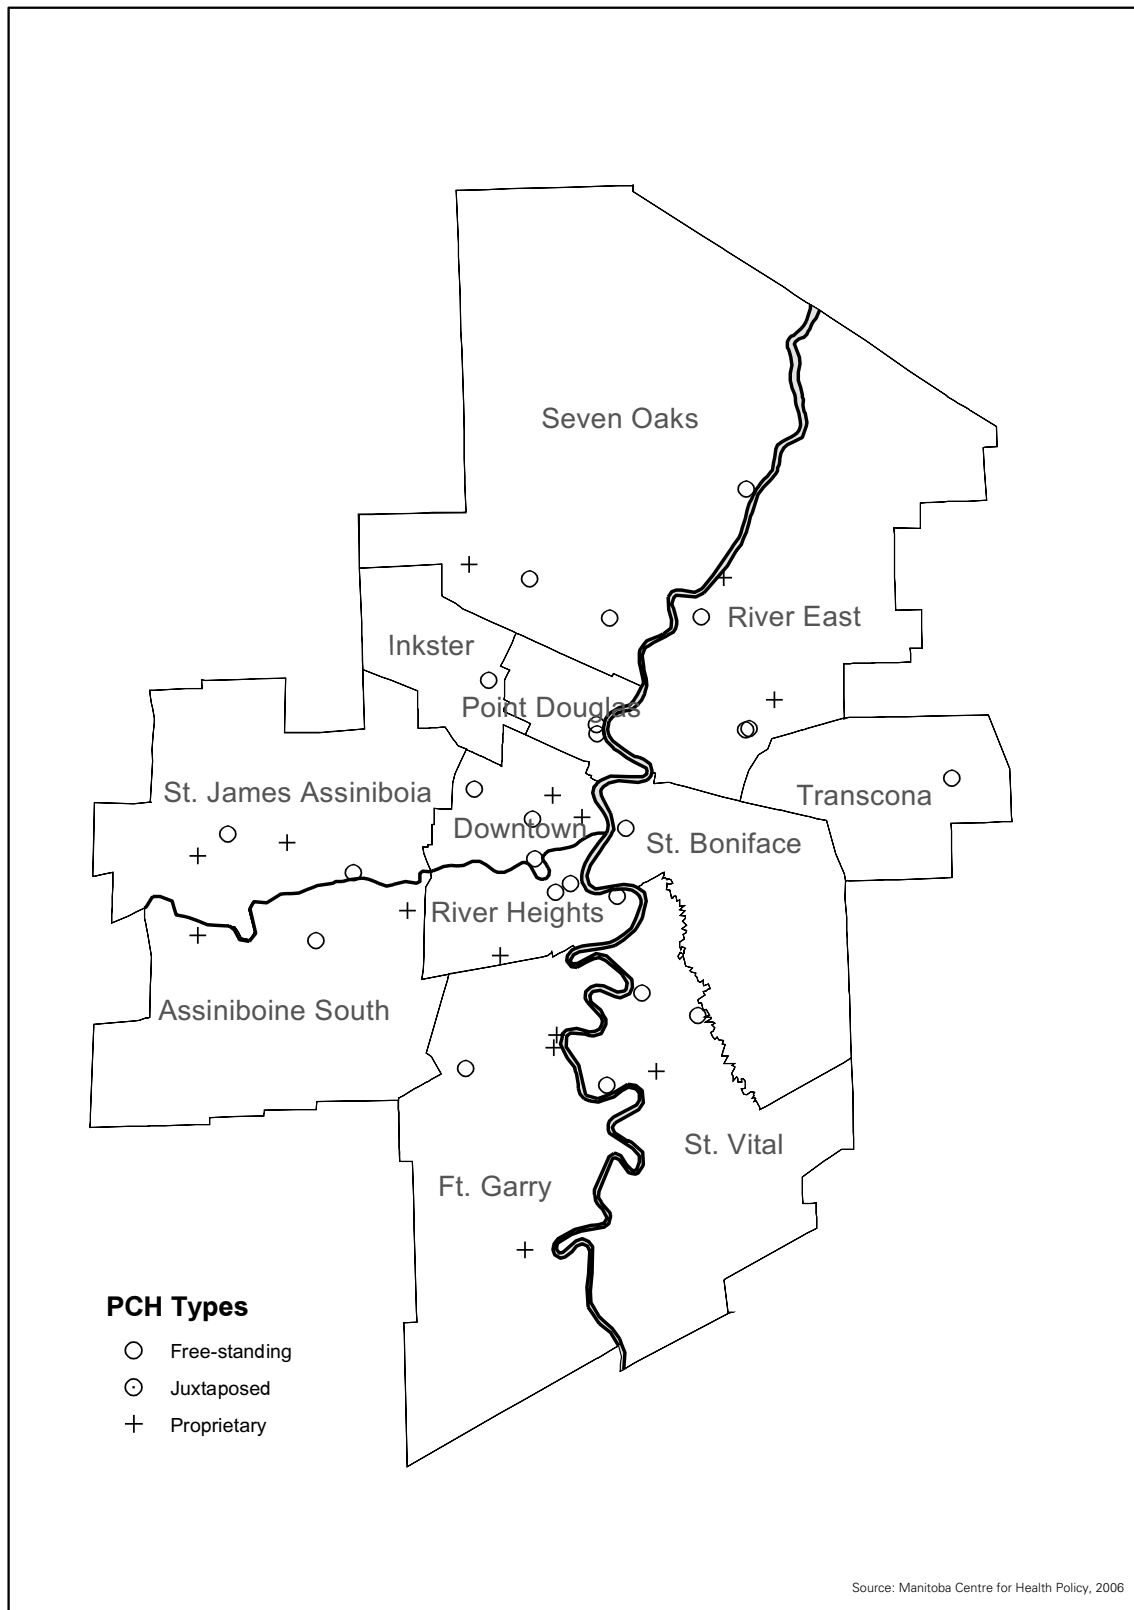 Seven Oaks
River East
Inkster
Point Douglas
St. James Assiniboia
Transcona
Downtown
St. Boniface
River Heights
Assiniboine South
St. Vital
Ft. Garry
PCH Types
Free-standing
Juxtaposed
Proprietary
Source: Manitoba Centre for Health Policy, 2006